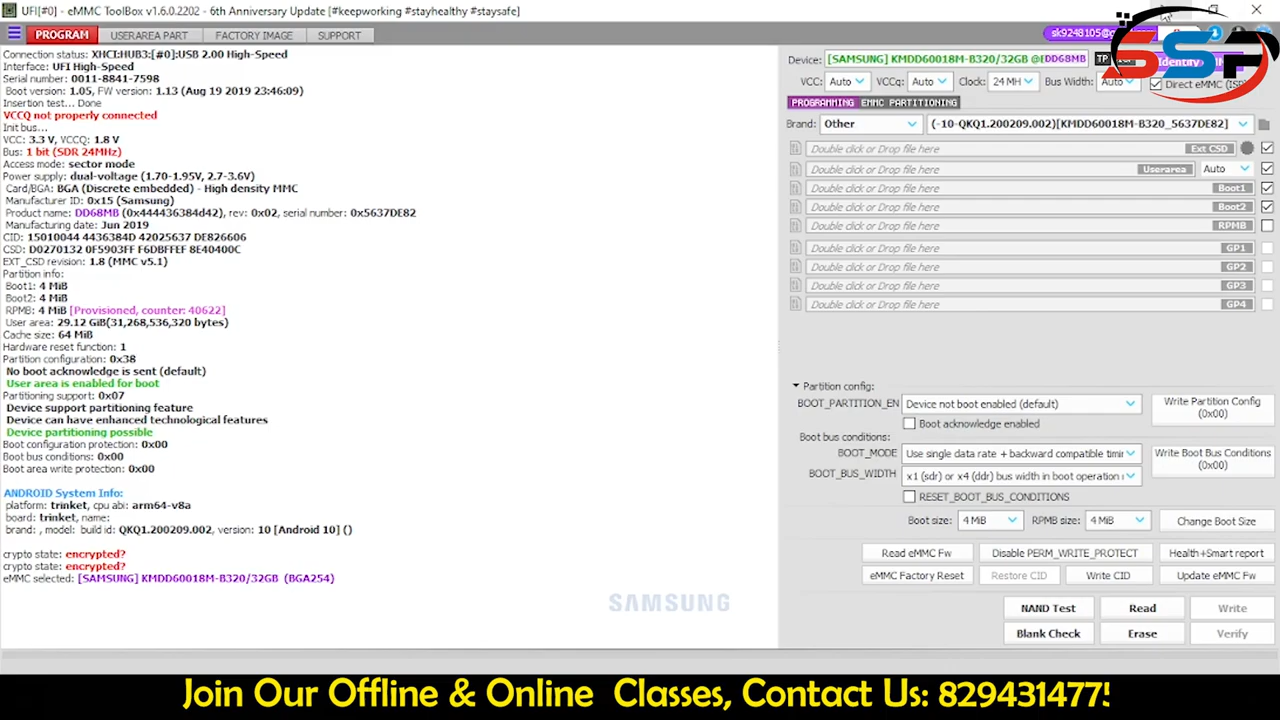 UFI[#0] - eMMC ToolBox v1.6.0.2202 - 6th Anniversary Update [#keepworking #stayhealthy #staysafe]
PROGRAM USERAREA PART FACTORY IMAGE SUPPORT
sk9248105@g
SSF
Connection status: XHCI:HUB3:[#0]:USB 2.00 High-Speed
Interface: UFI High-Speed
Serial number: 0011-8841-7598
Boot version: 1.05, FW version: 1.13 (Aug 19 2019 23:46:09)
Insertion test... Done
VCCQ not properly connected
Init bus...
VCC: 3.3 V, VCCQ: 1.8 V
Bus: 1 bit (SDR 24MHz)
Access mode: sector mode
Power supply: dual-voltage (1.70-1.95V, 2.7-3.6V)
Card/BGA: BGA (Discrete embedded) - High density MMC
Manufacturer ID: 0x15 (Samsung)
Product name: DD68MB (0x444436384d42), rev: 0x02, serial number: 0x5637DE82
Manufacturing date: Jun 2019
CID: 15010044 4436384D 42025637 DE826606
CSD: D0270132 0F5903FF F6DBFFEF 8E40400C
EXT_CSD revision: 1.8 (MMC v5.1)
Partition info:
Boot1: 4 MiB
Boot2: 4 MiB
RPMB: 4 MiB [Provisioned, counter: 40622]
User area: 29.12 GiB(31,268,536,320 bytes)
Cache size: 64 MiB
Hardware reset function: 1
Partition configuration: 0x38
No boot acknowledge is sent (default)
User area is enabled for boot
Partitioning support: 0x07
Device support partitioning feature
Device can have enhanced technological features
Device partitioning possible
Boot configuration protection: 0x00
Boot bus conditions: 0x00
Boot area write protection: 0x00
ANDROID System Info:
platform: trinket, cpu abi: arm64-v8a
board: trinket, name:
brand: , model: build id: QKQ1.200209.002, version: 10 [Android 10] ()
crypto state: encrypted?
crypto state: encrypted?
eMMC selected: [SAMSUNG] KMDD60018M-B320/32GB (BGA254)
SAMSUNG
Device: [SAMSUNG] KMDD60018M-B320/32GB @[DD68MB TP Identity
VCC: Auto VCCq: Auto Clock: 24 MH Bus Width: Auto Direct eMMC (ISP
PROGRAMMING EMMC PARTITIONING
Brand: Other (-10-QKQ1.200209.002)[KMDD60018M-B320_5637DE82]
Double click or Drop file here Ext CSD
Double click or Drop file here Userarea Auto
Double click or Drop file here Boot1
Double click or Drop file here Boot2
Double click or Drop file here RPMB
Double click or Drop file here GP1
Double click or Drop file here GP2
Double click or Drop file here GP3
Double click or Drop file here GP4
Partition config:
BOOT_PARTITION_EN Device not boot enabled (default) Write Partition Config (0x00)
Boot acknowledge enabled
Boot bus conditions:
BOOT_MODE Use single data rate + backward compatible timin Write Boot Bus Conditions (0x00)
BOOT_BUS_WIDTH x1 (sdr) or x4 (ddr) bus width in boot operation
RESET_BOOT_BUS_CONDITIONS
Boot size: 4 MiB RPMB size: 4 MiB Change Boot Size
Read eMMC Fw Disable PERM_WRITE_PROTECT Health+Smart report
eMMC Factory Reset Restore CID Write CID Update eMMC Fw
NAND Test Read Write
Blank Check Erase Verify
Join Our Offline & Online Classes, Contact Us: 8294314775